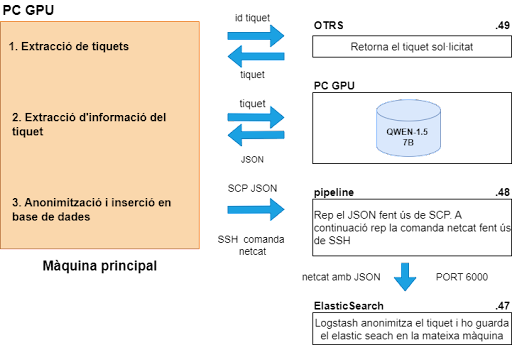 PC GPU
1. Extracció de tiquets
2. Extracció d'informació del
tiquet
3. Anonimització i inserció en
base de dades
Màquina principal
id tiquet
tiquet
OTRS .49
Retorna el tiquet sol·licitat
tiquet
JSON
PC GPU
QWEN-1.5
7B
SCP JSON
SSH comanda
netcat
pipeline .48
Rep el JSON fent ús de SCP. A
continuació rep la comanda netcat fent ús
de SSH
netcat amb JSON PORT 6000
ElasticSearch .47
Logstash anonimitza el tiquet i ho guarda
el elastic seach en la mateixa màquina